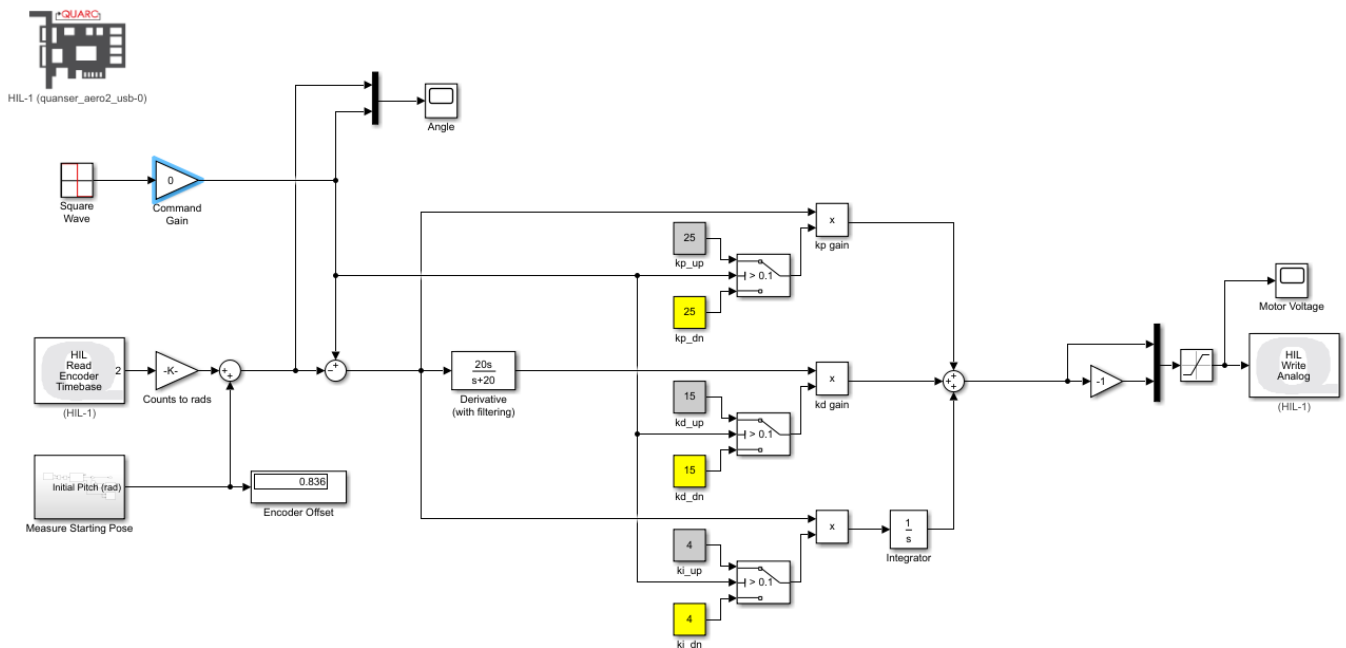 QUARC
HIL-1 (quanser_aero2_usb-0)
Angle
Square
Wave
0
Command
Gain
25
kp_up
> 0.1
25
kp_dn
x
kp gain
Motor Voltage
HIL
Read
Encoder
Timebase
2
(HIL-1)
-K-
Counts to rads
+
+
+
−
20s
s+20
Derivative
(with filtering)
15
kd_up
> 0.1
15
kd_dn
x
kd gain
+
+
+
-1
HIL
Write
Analog
(HIL-1)
Initial Pitch (rad)
Measure Starting Pose
0.836
Encoder Offset
4
ki_up
> 0.1
4
ki_dn
x
1
s
Integrator